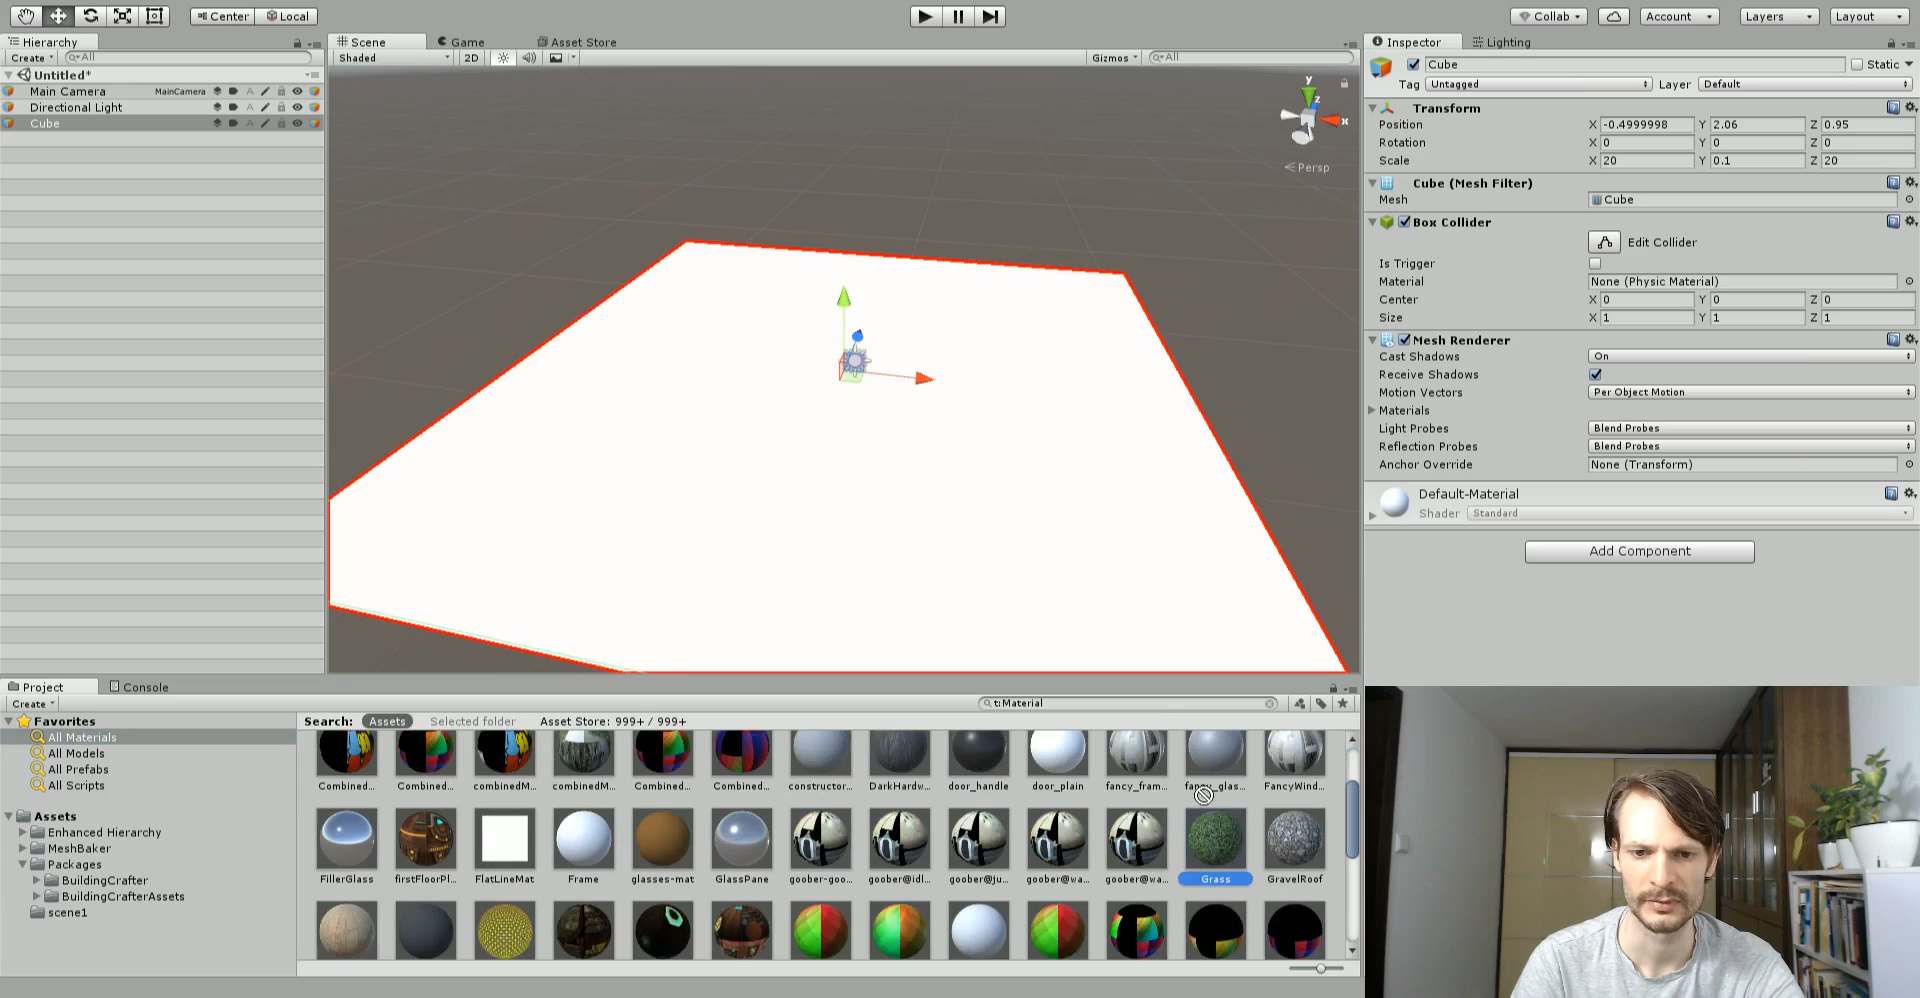 Center Local
Collab Account Layers Layout
Hierarchy
Create All
Untitled*
Main Camera MainCamera
Directional Light
Cube
Scene Game Asset Store
Shaded 2D Gizmos All
y
z
x
Persp
Inspector Lighting
Cube Static
Tag Untagged Layer Default
Transform
Position X -0.4999998 Y 2.06 Z 0.95
Rotation X 0 Y 0 Z 0
Scale X 20 Y 0.1 Z 20
Cube (Mesh Filter)
Mesh Cube
Box Collider
Edit Collider
Is Trigger
Material None (Physic Material)
Center X 0 Y 0 Z 0
Size X 1 Y 1 Z 1
Mesh Renderer
Cast Shadows On
Receive Shadows
Motion Vectors Per Object Motion
Materials
Light Probes Blend Probes
Reflection Probes Blend Probes
Anchor Override None (Transform)
Default-Material
Shader Standard
Add Component
Project Console
Create t:Material
Favorites
All Materials
All Models
All Prefabs
All Scripts
Assets
Enhanced Hierarchy
MeshBaker
Packages
BuildingCrafter
BuildingCrafterAssets
scene1
Search: Assets Selected folder Asset Store: 999+ / 999+
Combined... Combined... combinedM... combinedM... Combined... Combined... constructor... DarkHardw... door_handle door_plain fancy_fram... fancy_glas... FancyWind...
FillerGlass firstFloorPl... FlatLineMat Frame glasses-mat GlassPane goober-goo... goober@idl... goober@ju... goober@wa... goober@wa... Grass GravelRoof